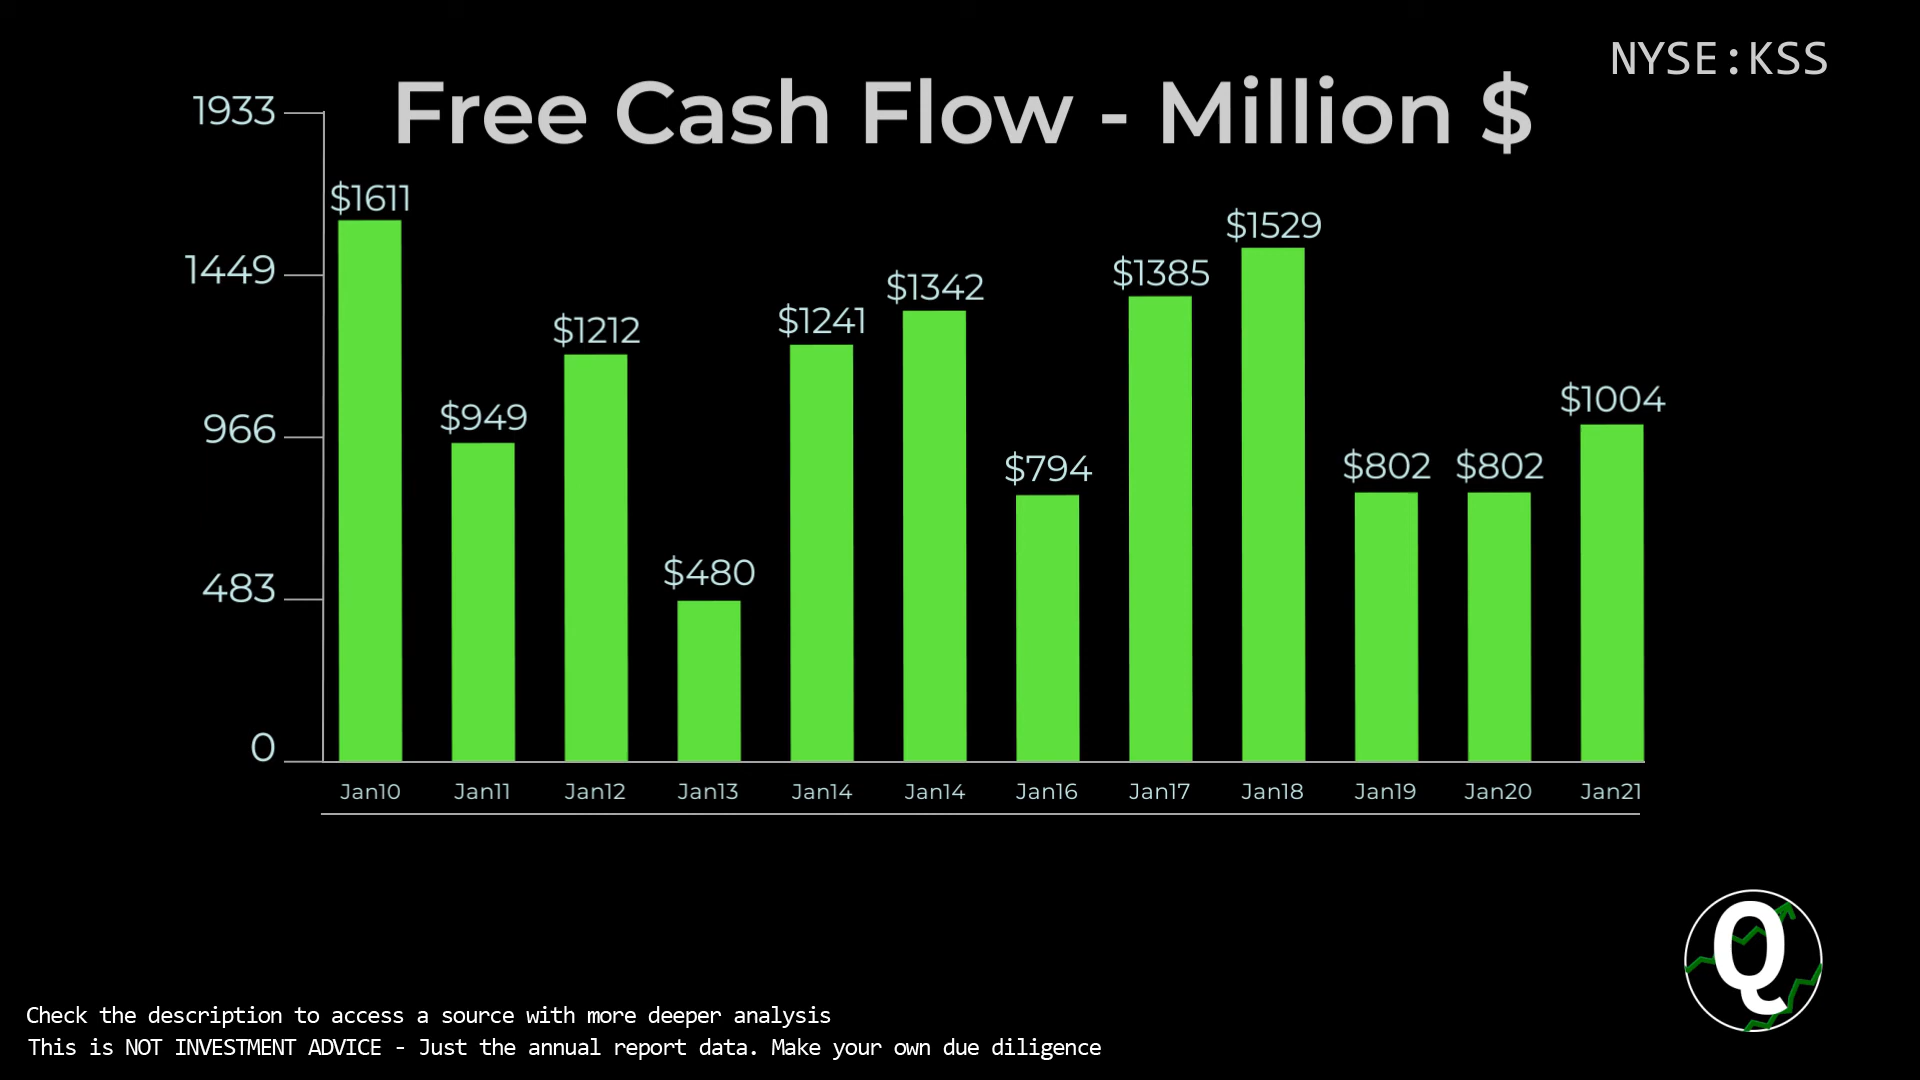 NYSE:KSS
Free Cash Flow - Million $
1933
1449
966
483
0
$1611
$949
$1212
$480
$1241
$1342
$794
$1385
$1529
$802
$802
$1004
Jan10 Jan11 Jan12 Jan13 Jan14 Jan14 Jan16 Jan17 Jan18 Jan19 Jan20 Jan21
Q
Check the description to access a source with more deeper analysis
This is NOT INVESTMENT ADVICE - Just the annual report data. Make your own due diligence